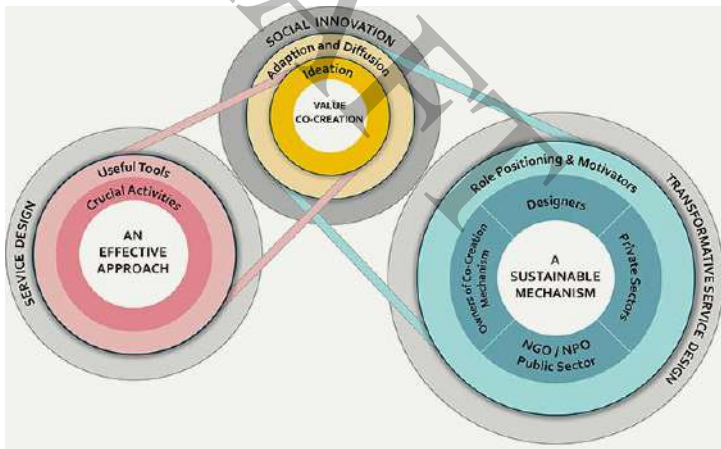 SOCIAL INNOVATION
Adaption and Diffusion
Ideation
VALUE
CO-CREATION
SERVICE DESIGN
Useful Tools
Crucial Activities
AN
EFFECTIVE
APPROACH
TRANSFORMATIVE SERVICE DESIGN
Role Positioning & Motivators
Designers
Private Sectors
NGO / NPO
Public Sector
Owners of Co-Creation
Mechanism
A
SUSTAINABLE
MECHANISM